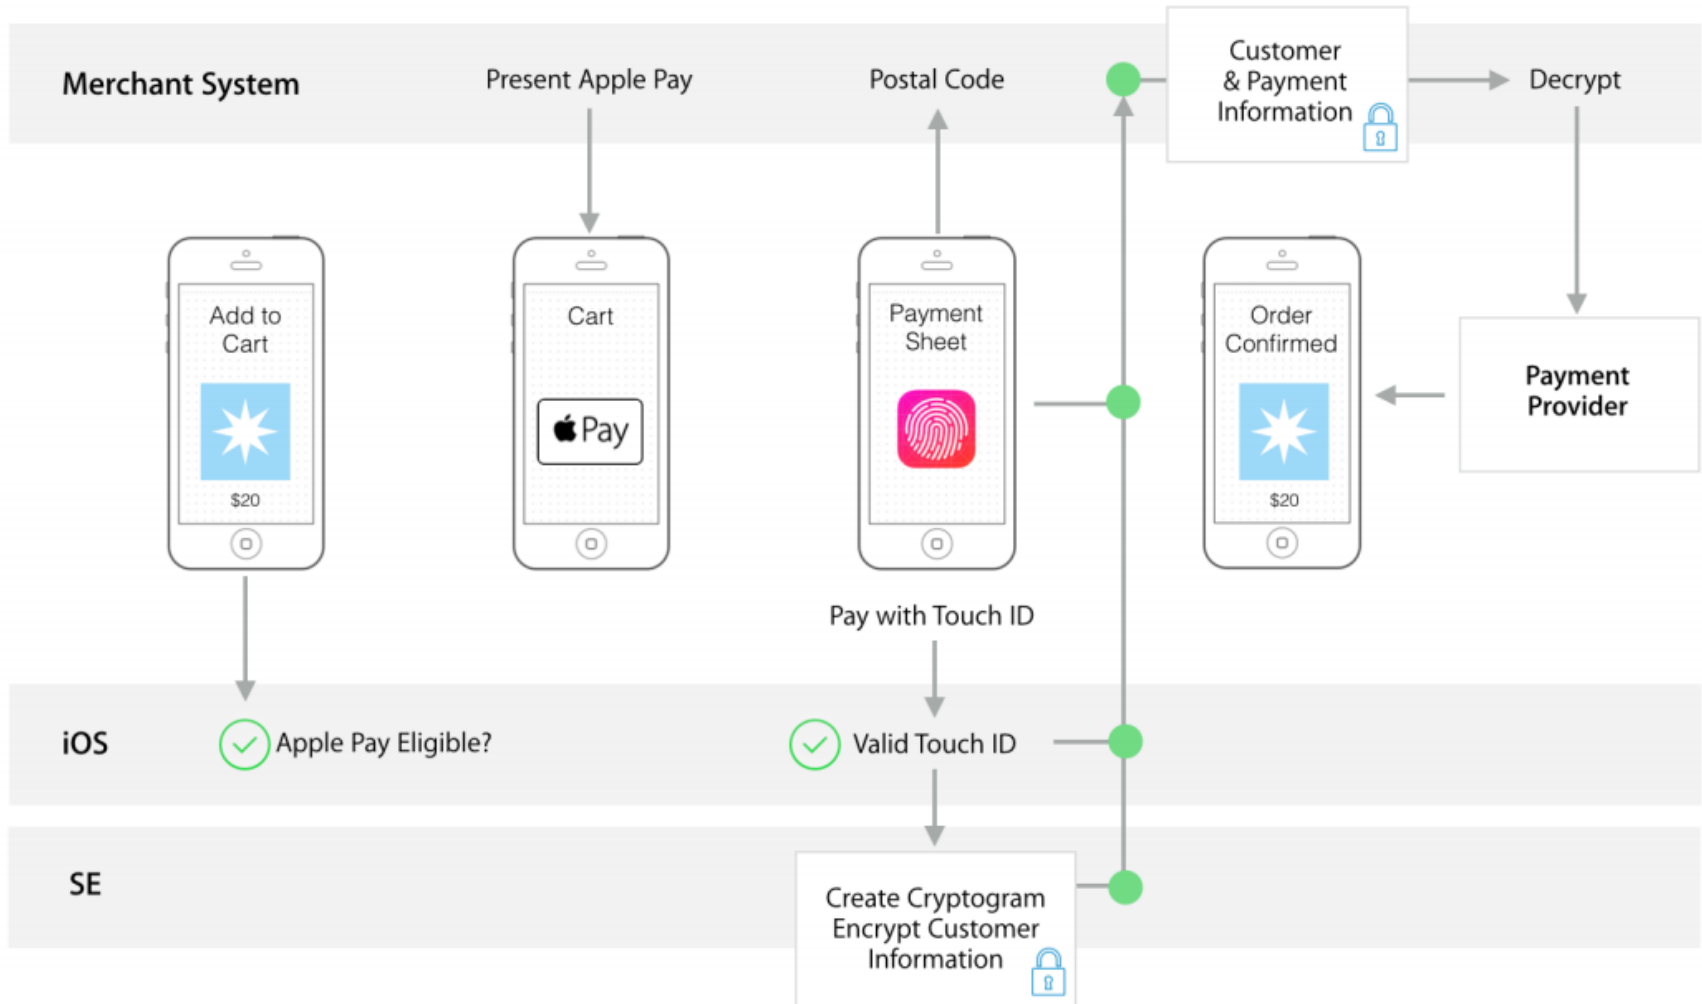 Merchant System
Present Apple Pay
Postal Code
Customer
& Payment
Information
Decrypt
Add to
Cart
$20
Cart
Pay
Payment
Sheet
Order
Confirmed
$20
Payment
Provider
Pay with Touch ID
iOS
Apple Pay Eligible?
Valid Touch ID
SE
Create Cryptogram
Encrypt Customer
Information